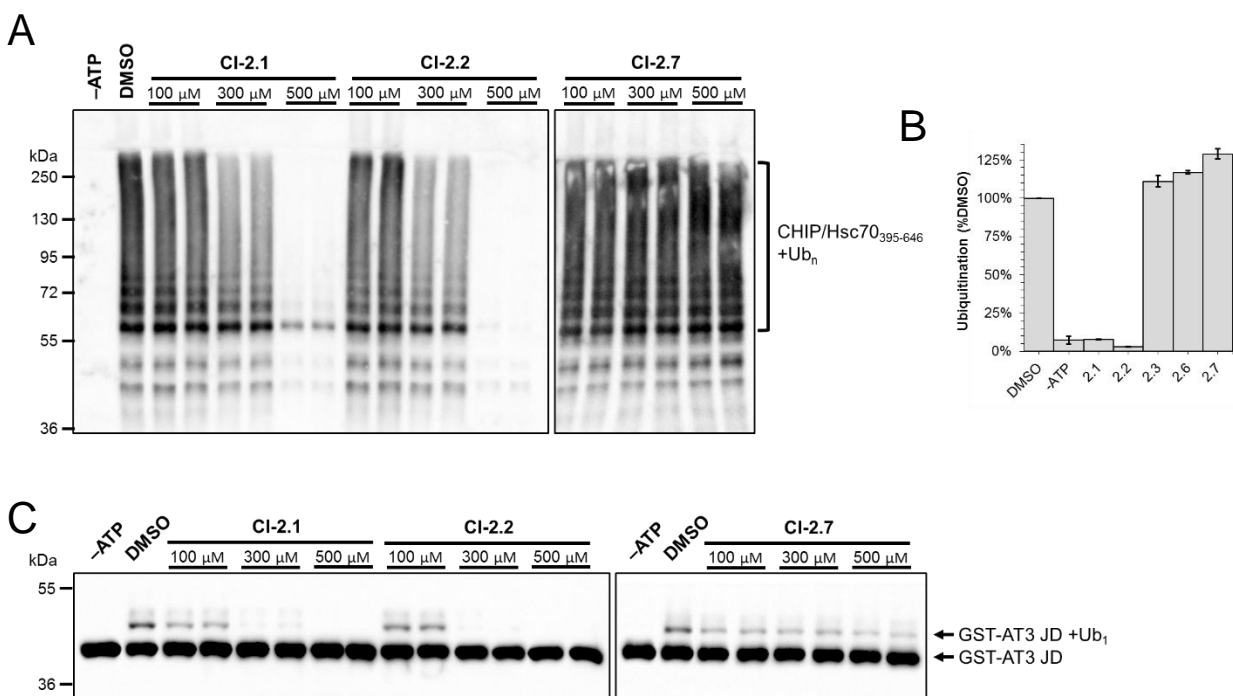 A
–ATP
DMSO
CI-2.1
CI-2.2
CI-2.7
100 µM 300 µM 500 µM 100 µM 300 µM 500 µM 100 µM 300 µM 500 µM
kDa
250
130
95
72
55
36
CHIP/Hsc70395-646
+Ubn
B
Ubiquitination (%DMSO)
125%
100%
75%
50%
25%
0%
DMSO -ATP 2.1 2.2 2.3 2.6 2.7
C
–ATP DMSO CI-2.1 CI-2.2 –ATP DMSO CI-2.7
100 µM 300 µM 500 µM 100 µM 300 µM 500 µM 100 µM 300 µM 500 µM
kDa
55
36
GST-AT3 JD +Ub1
GST-AT3 JD